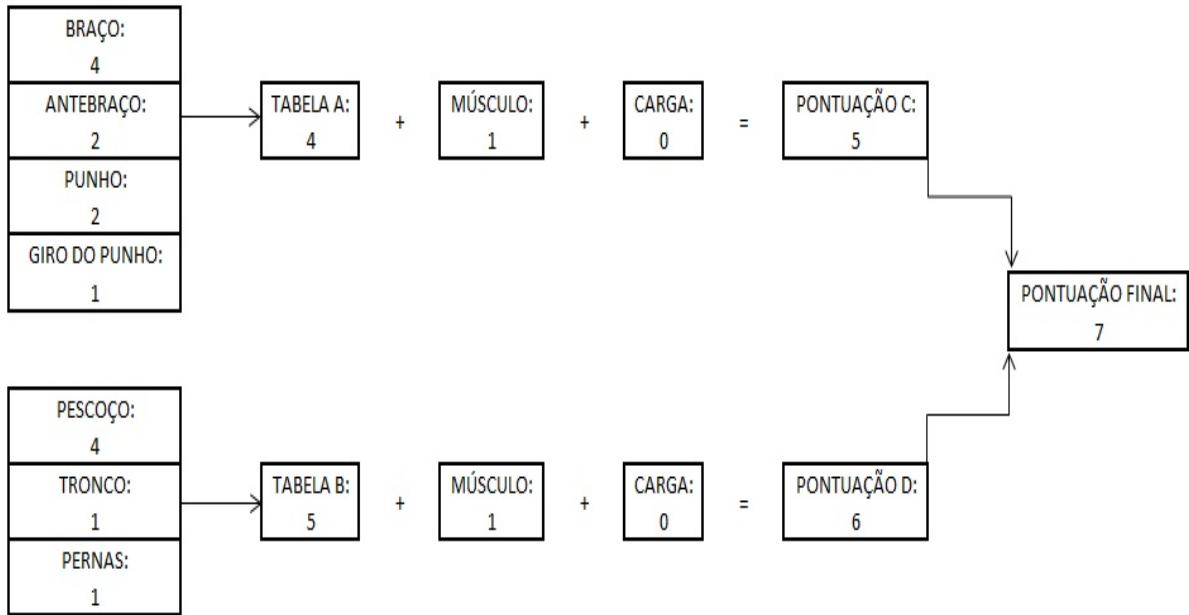 BRAÇO:
4
ANTEBRAÇO:
2
PUNHO:
2
GIRO DO PUNHO:
1
TABELA A:
4
+
MÚSCULO:
1
+
CARGA:
0
=
PONTUAÇÃO C:
5
PONTUAÇÃO FINAL:
7
PESCOÇO:
4
TRONCO:
1
PERNAS:
1
TABELA B:
5
+
MÚSCULO:
1
+
CARGA:
0
=
PONTUAÇÃO D:
6